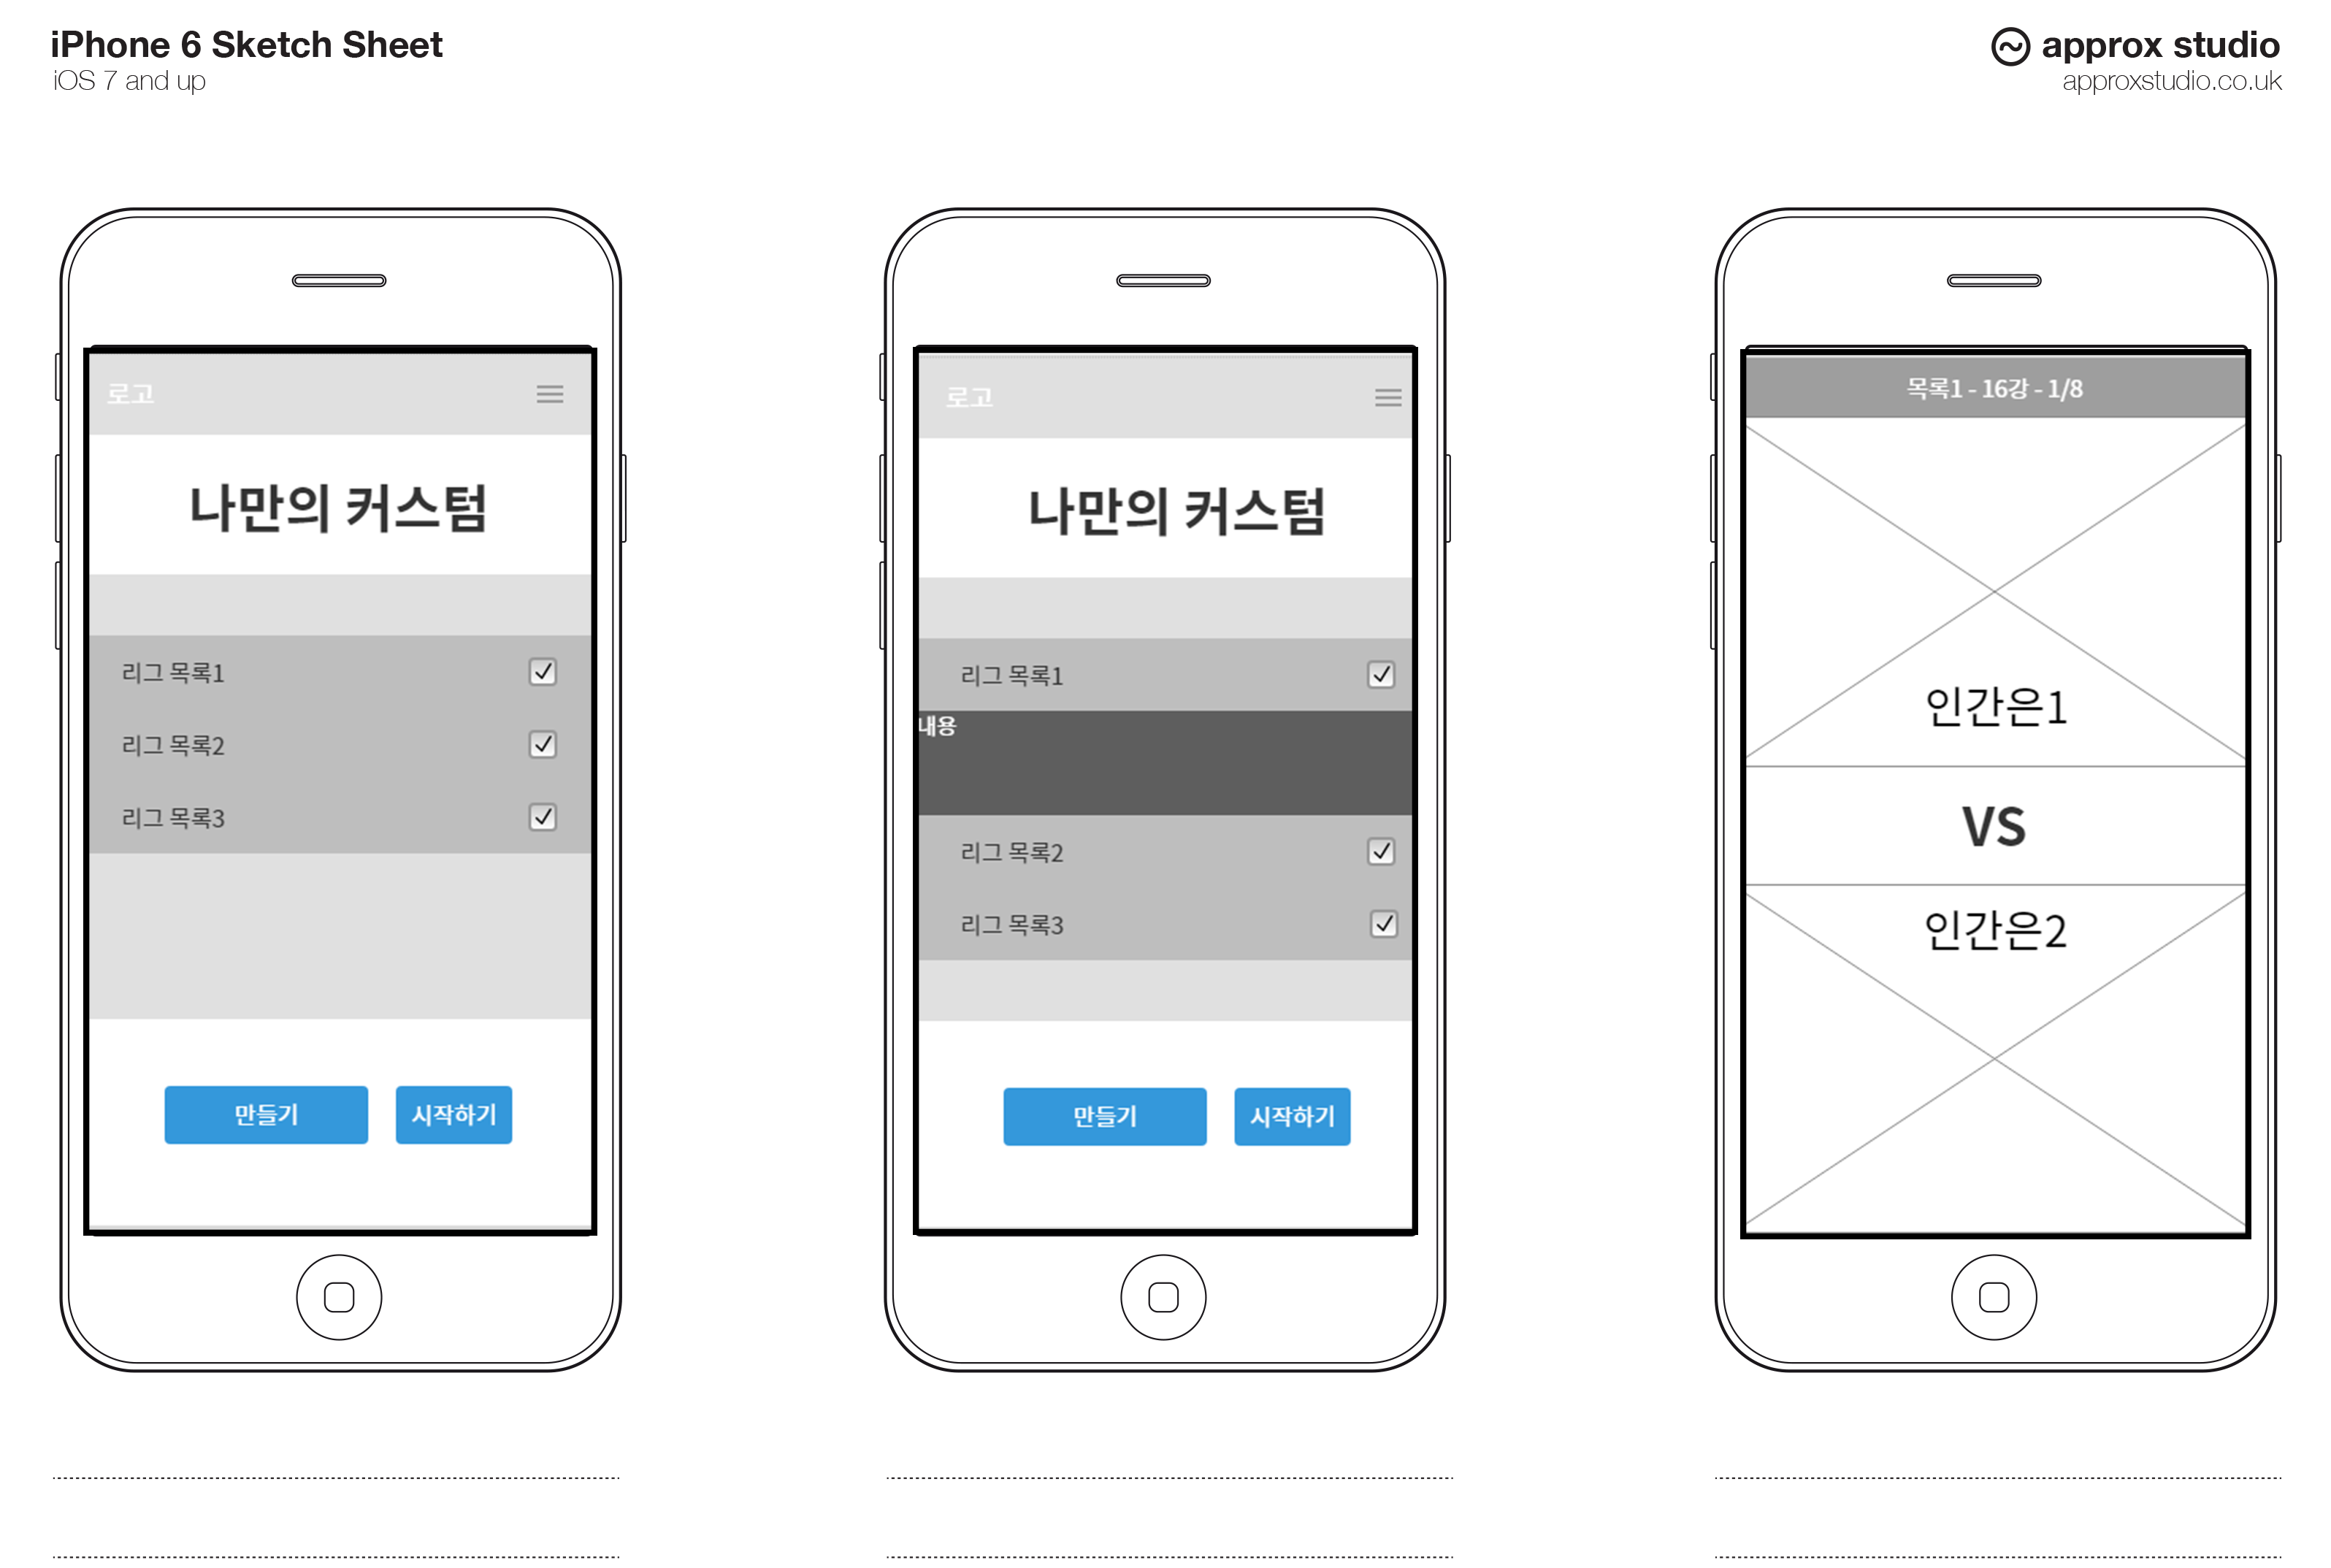 iPhone 6 Sketch Sheet
iOS 7 and up
approx studio
approxstudio.co.uk
로고
나만의 커스텀
리그 목록1
리그 목록2
리그 목록3
만들기 시작하기
로고
나만의 커스텀
리그 목록1
내용
리그 목록2
리그 목록3
만들기 시작하기
목록1 - 16강 - 1/8
인간은1
VS
인간은2